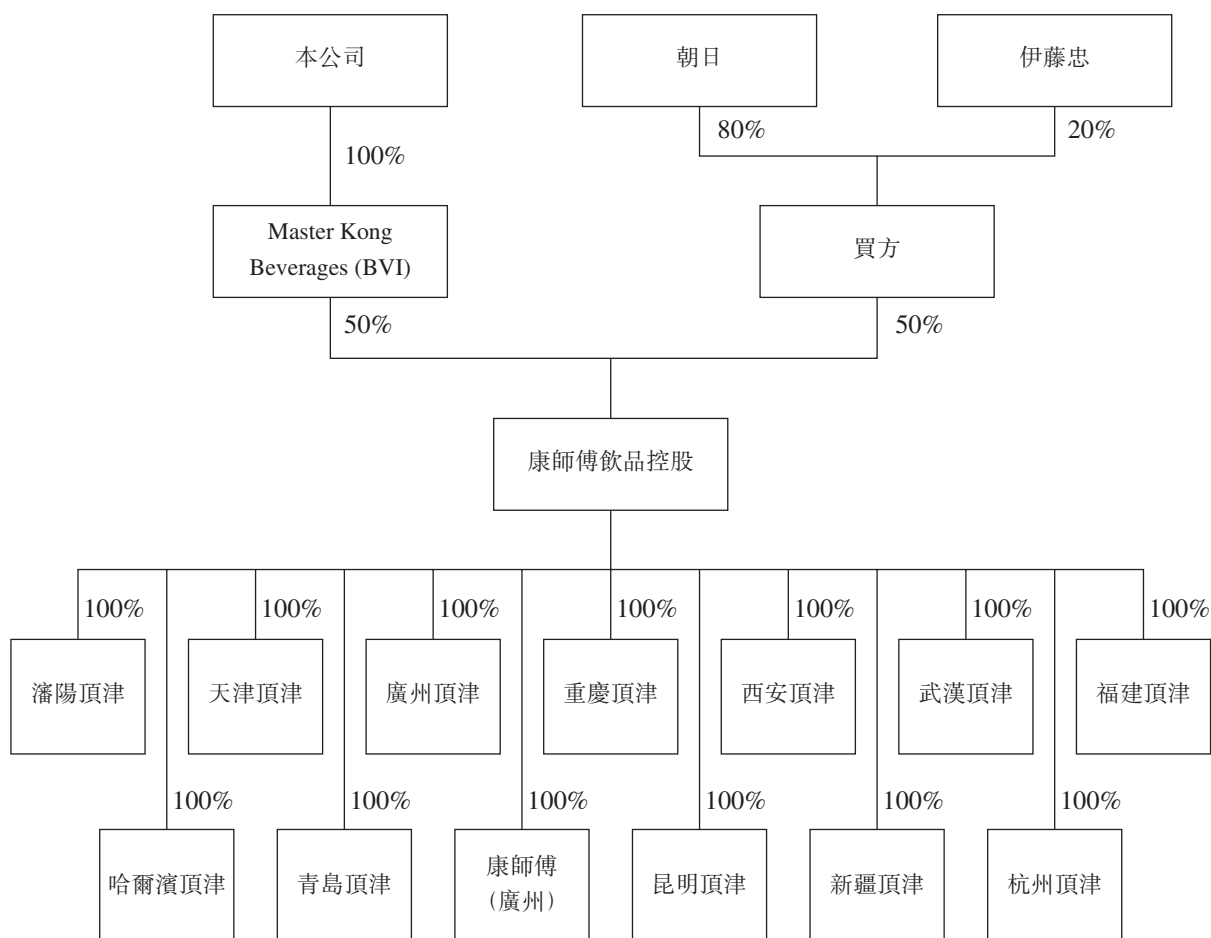 本公司
朝日
伊藤忠
80%
20%
100%
Master Kong
Beverages (BVI)
買方
50%
50%
康師傅飲品控股
100%
100%
100%
100%
100%
100%
100%
瀋陽頂津
天津頂津
廣州頂津
重慶頂津
西安頂津
武漢頂津
福建頂津
100%
100%
100%
100%
100%
100%
哈爾濱頂津
青島頂津
康師傅
(廣州)
昆明頂津
新疆頂津
杭州頂津